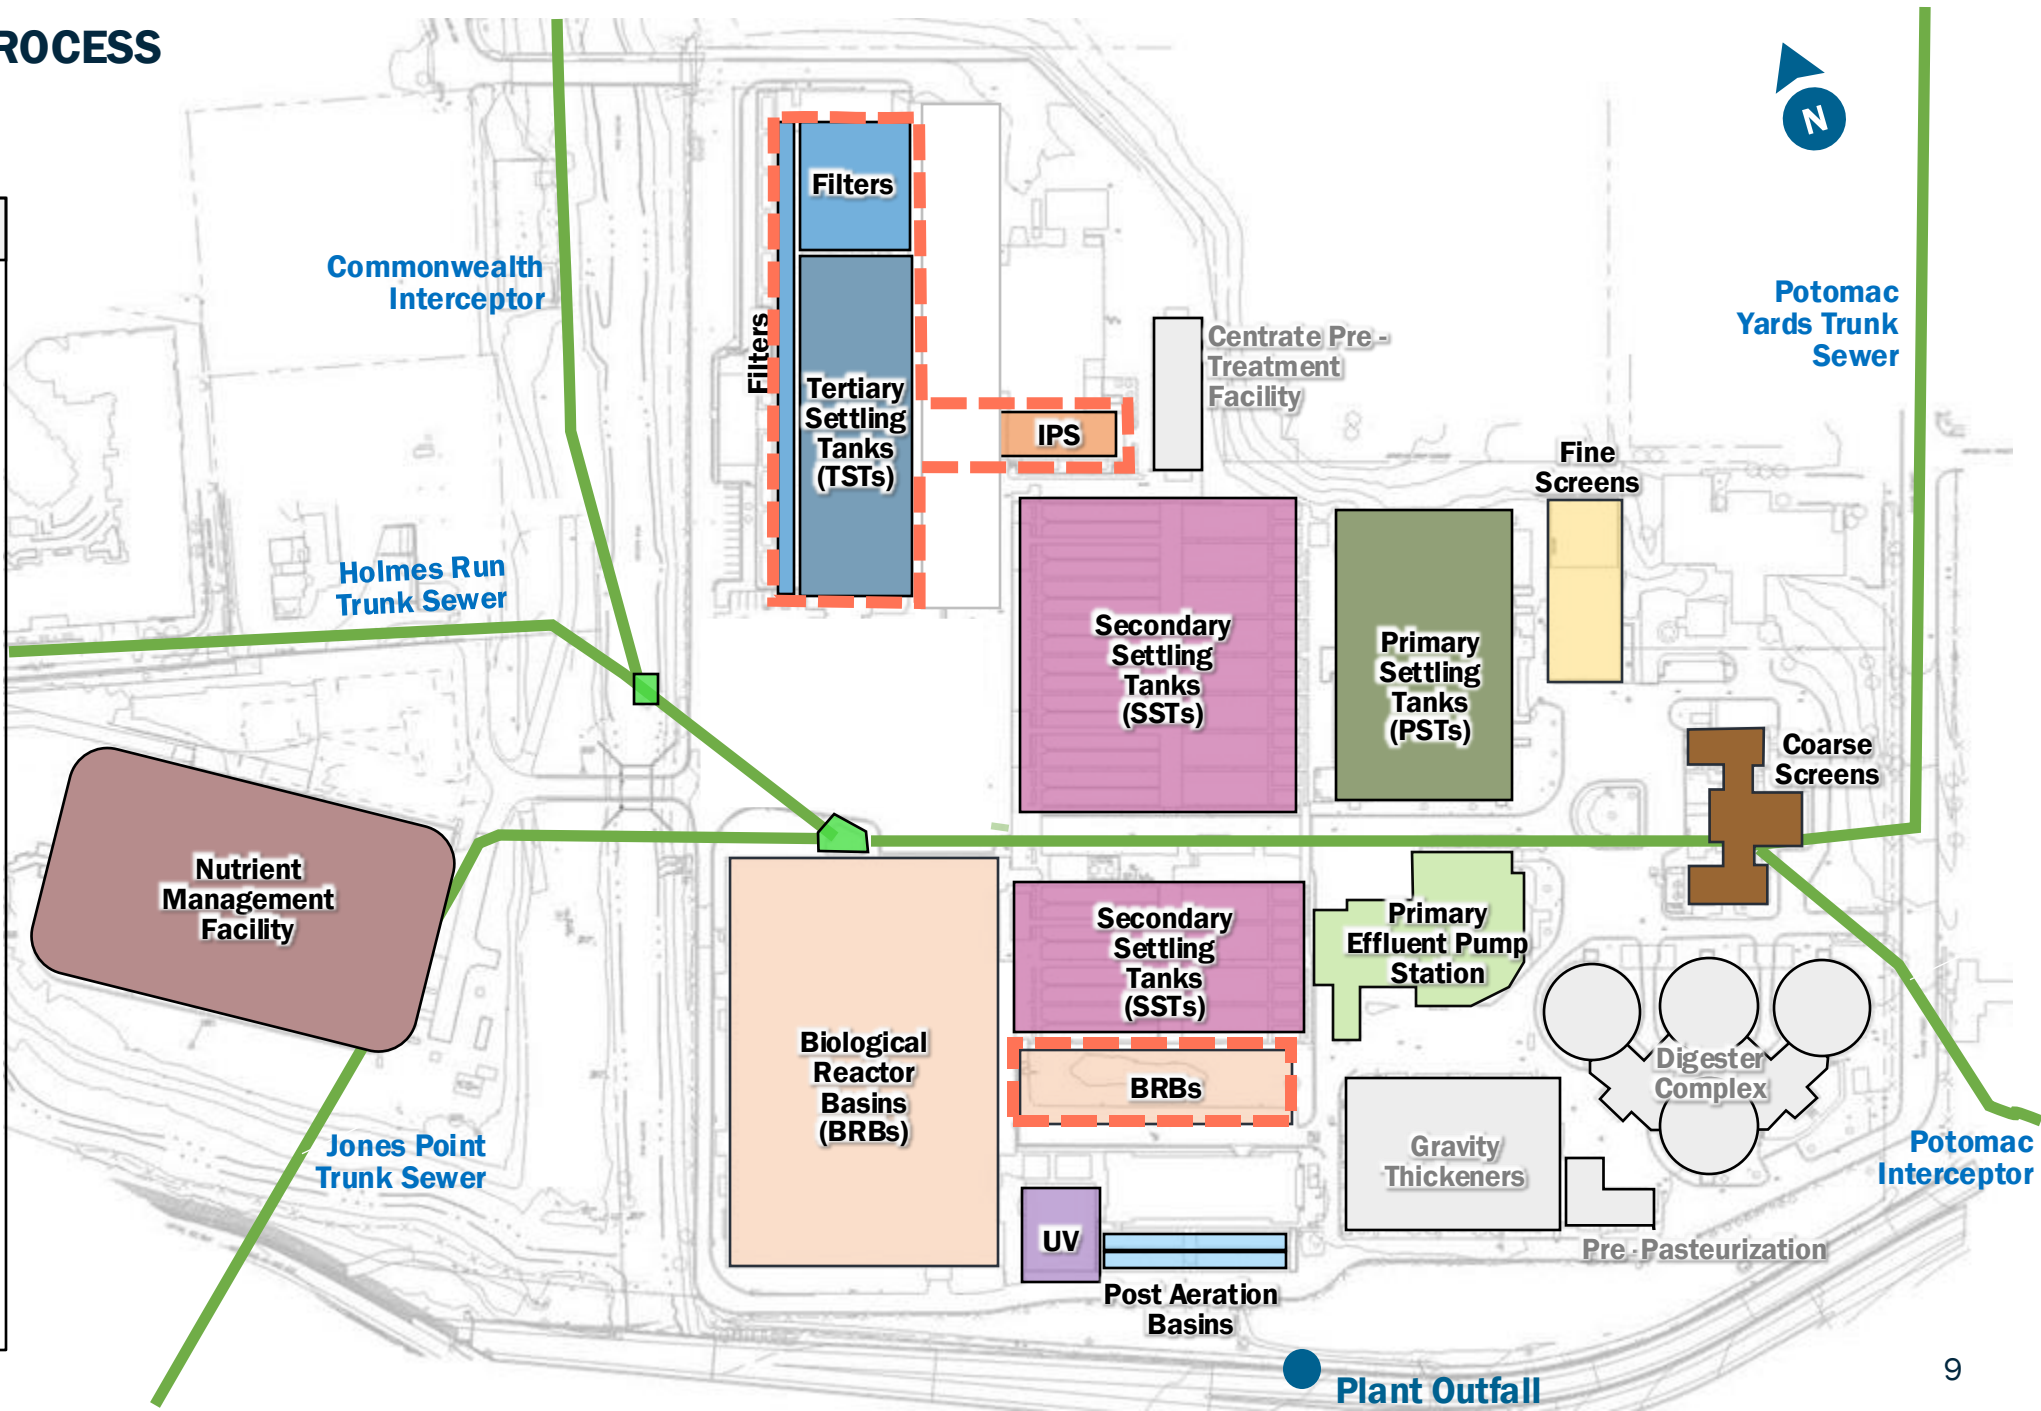 ROCESS
N
Filters
Commonwealth
Interceptor
Potomac
Yards Trunk
Sewer
Filters
Centrate Pre -
Treatment
Facility
Tertiary
Settling
Tanks
(TSTs)
IPS
Fine
Screens
Holmes Run
Trunk Sewer
Secondary
Settling
Tanks
(SSTs)
Primary
Settling
Tanks
(PSTs)
Coarse
Screens
Nutrient
Management
Facility
Secondary
Settling
Tanks
(SSTs)
Primary
Effluent Pump
Station
Biological
Reactor
Basins
(BRBs)
BRBs
Digester
Complex
Jones Point
Trunk Sewer
Gravity
Thickeners
Potomac
Interceptor
UV
Pre -Pasteurization
Post Aeration
Basins
Plant Outfall
9